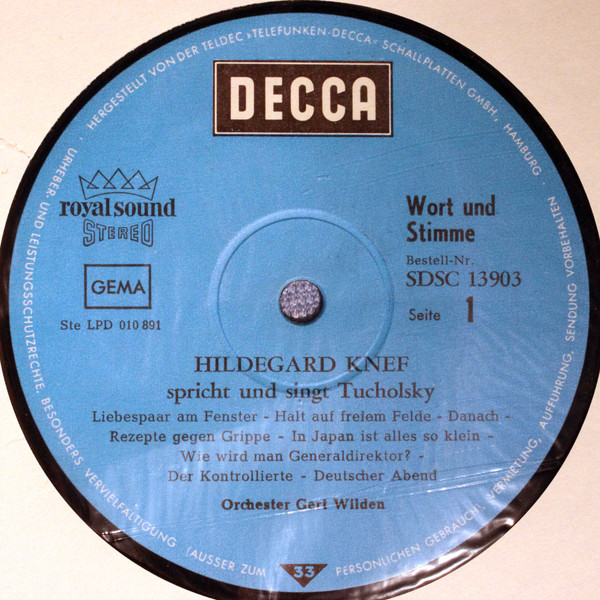 HERGESTELLT VON DER TELDEC »TELEFUNKEN-DECCA« SCHALLPLATTEN GMBH, HAMBURG ·
URHEBER- UND LEISTUNGSSCHUTZRECHTE, BESONDERS VERVIELFÄLTIGUNG (AUSSER ZUM PERSÖNLICHEN GEBRAUCH), VERMIETUNG, AUFFÜHRUNG, SENDUNG VORBEHALTEN ·
DECCA
royal sound
STEREO
GEMA
Ste LPD 010 891
Wort und
Stimme
Bestell-Nr.
SDSC 13903
Seite 1
HILDEGARD KNEF
spricht und singt Tucholsky
Liebespaar am Fenster - Halt auf freiem Felde - Danach -
Rezepte gegen Grippe - In Japan ist alles so klein -
Wie wird man Generaldirektor? -
Der Kontrollierte - Deutscher Abend
Orchester Gert Wilden
33